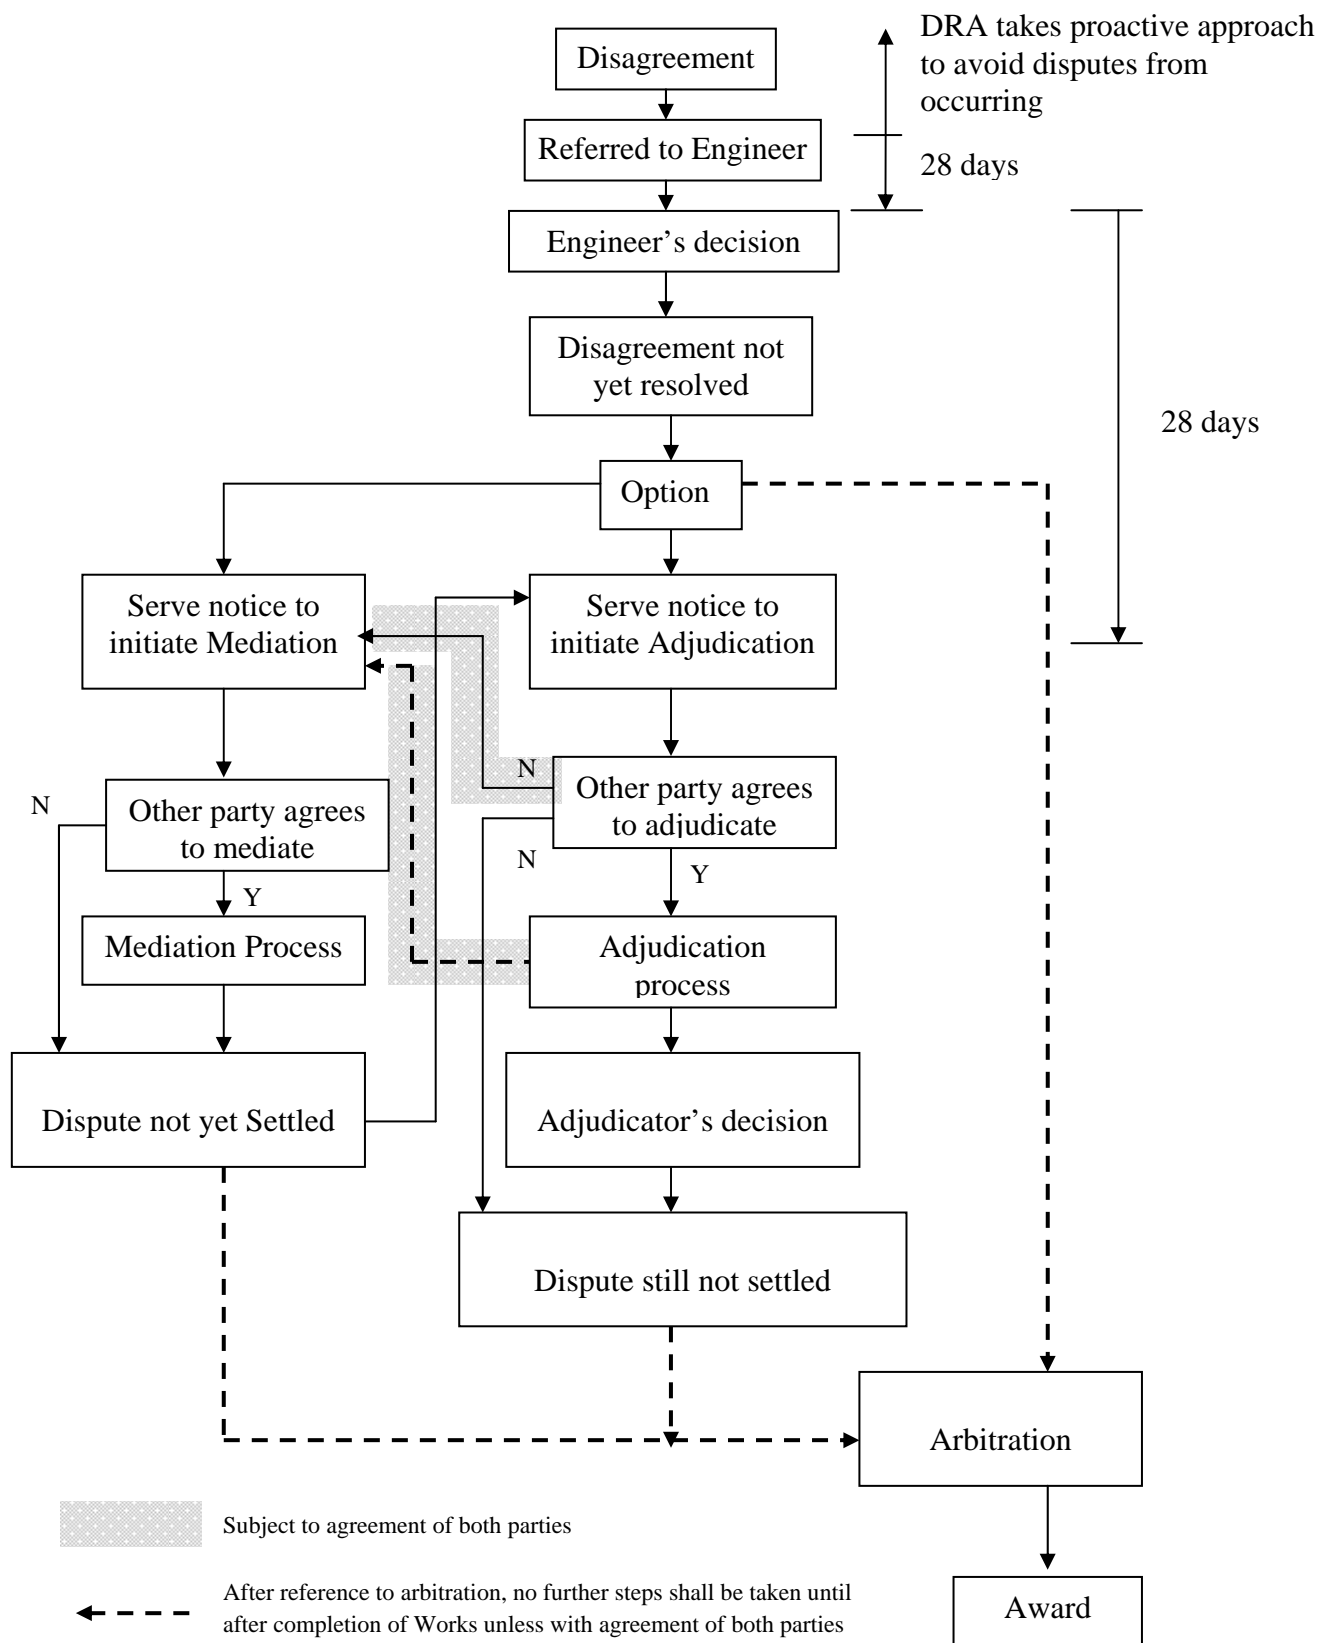 DRA takes proactive approach
to avoid disputes from
occurring
Disagreement
Referred to Engineer
28 days
Engineer’s decision
Disagreement not
yet resolved
28 days
Option
Serve notice to
initiate Mediation
Serve notice to
initiate Adjudication
N
Other party agrees
to adjudicate
N
Other party agrees
to mediate
N
Y
Y
Mediation Process
Adjudication
process
Dispute not yet Settled
Adjudicator’s decision
Dispute still not settled
Arbitration
Subject to agreement of both parties
After reference to arbitration, no further steps shall be taken until
after completion of Works unless with agreement of both parties
Award